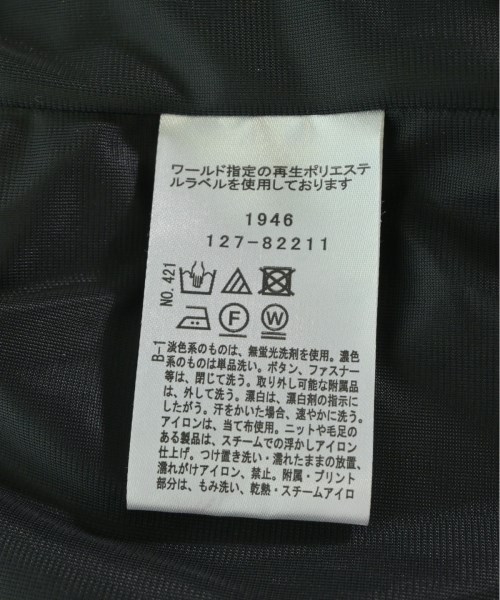 ワールド指定の再生ポリエステ
ルラベルを使用しております
1946
127-82211
NO.421
F
W
B-1
淡色系のものは、無蛍光洗剤を使用。濃色
系のものは単品洗い。ボタン、ファスナー
等は、閉じて洗う。取り外し可能な附属品
は、外して洗う。漂白は、漂白剤の指示に
したがう。汗をかいた場合、速やかに洗う。
アイロンは、当て布使用。ニットや毛足の
ある製品は、スチームでの浮かしアイロン
仕上げ。つけ置き洗い・濡れたままの放置、
濡れがけアイロン、禁止。附属・プリント
部分は、もみ洗い、乾熱・スチームアイロ